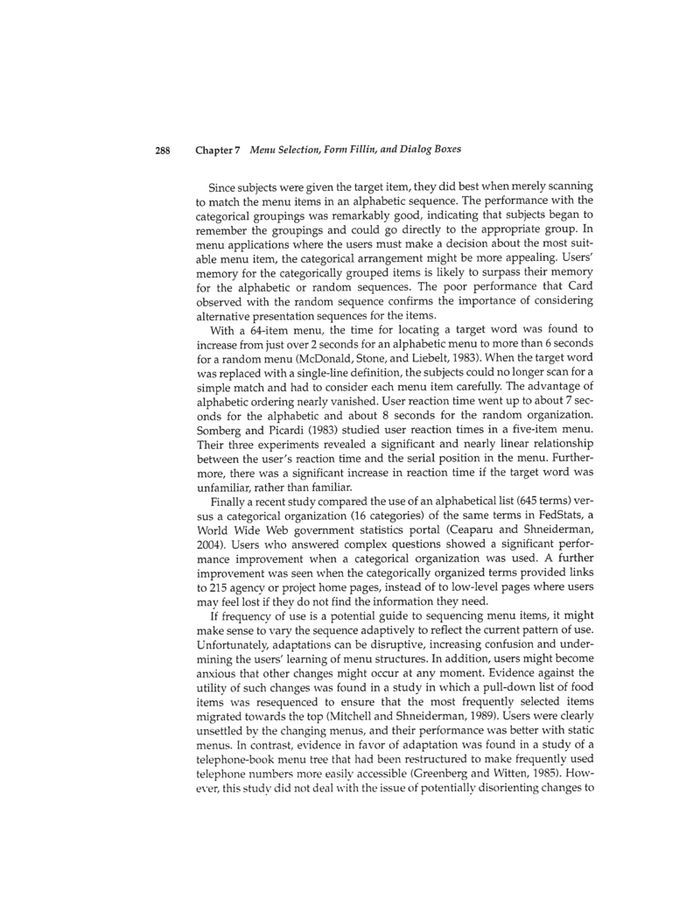 288 Chapter 7 Menu Selection, Form Fillin, and Dialog Boxes
Since subjects were given the target item, they did best when merely scanning
to match the menu items in an alphabetic sequence. The performance with the
categorical groupings was remarkably good, indicating that subjects began to
remember the groupings and could go directly to the appropriate group. In
menu applications where the users must make a decision about the most suit-
able menu item, the categorical arrangement might be more appealing. Users'
memory for the categorically grouped items is likely to surpass their memory
for the alphabetic or random sequences. The poor performance that Card
observed with the random sequence confirms the importance of considering
alternative presentation sequences for the items.
With a 64-item menu, the time for locating a target word was found to
increase from just over 2 seconds for an alphabetic menu to more than 6 seconds
for a random menu (McDonald, Stone, and Liebelt, 1983). When the target word
was replaced with a single-line definition, the subjects could no longer scan for a
simple match and had to consider each menu item carefully. The advantage of
alphabetic ordering nearly vanished. User reaction time went up to about 7 sec-
onds for the alphabetic and about 8 seconds for the random organization.
Somberg and Picardi (1983) studied user reaction times in a five-item menu.
Their three experiments revealed a significant and nearly linear relationship
between the user's reaction time and the serial position in the menu. Further-
more, there was a significant increase in reaction time if the target word was
unfamiliar, rather than familiar.
Finally a recent study compared the use of an alphabetical list (645 terms) ver-
sus a categorical organization (16 categories) of the same terms in FedStats, a
World Wide Web government statistics portal (Ceaparu and Shneiderman,
2004). Users who answered complex questions showed a significant perfor-
mance improvement when a categorical organization was used. A further
improvement was seen when the categorically organized terms provided links
to 215 agency or project home pages, instead of to low-level pages where users
may feel lost if they do not find the information they need.
If frequency of use is a potential guide to sequencing menu items, it might
make sense to vary the sequence adaptively to reflect the current pattern of use.
Unfortunately, adaptations can be disruptive, increasing confusion and under-
mining the users' learning of menu structures. In addition, users might become
anxious that other changes might occur at any moment. Evidence against the
utility of such changes was found in a study in which a pull-down list of food
items was resequenced to ensure that the most frequently selected items
migrated towards the top (Mitchell and Shneiderman, 1989). Users were clearly
unsettled by the changing menus, and their performance was better with static
menus. In contrast, evidence in favor of adaptation was found in a study of a
telephone-book menu tree that had been restructured to make frequently used
telephone numbers more easily accessible (Greenberg and Witten, 1985). How-
ever, this study did not deal with the issue of potentially disorienting changes to